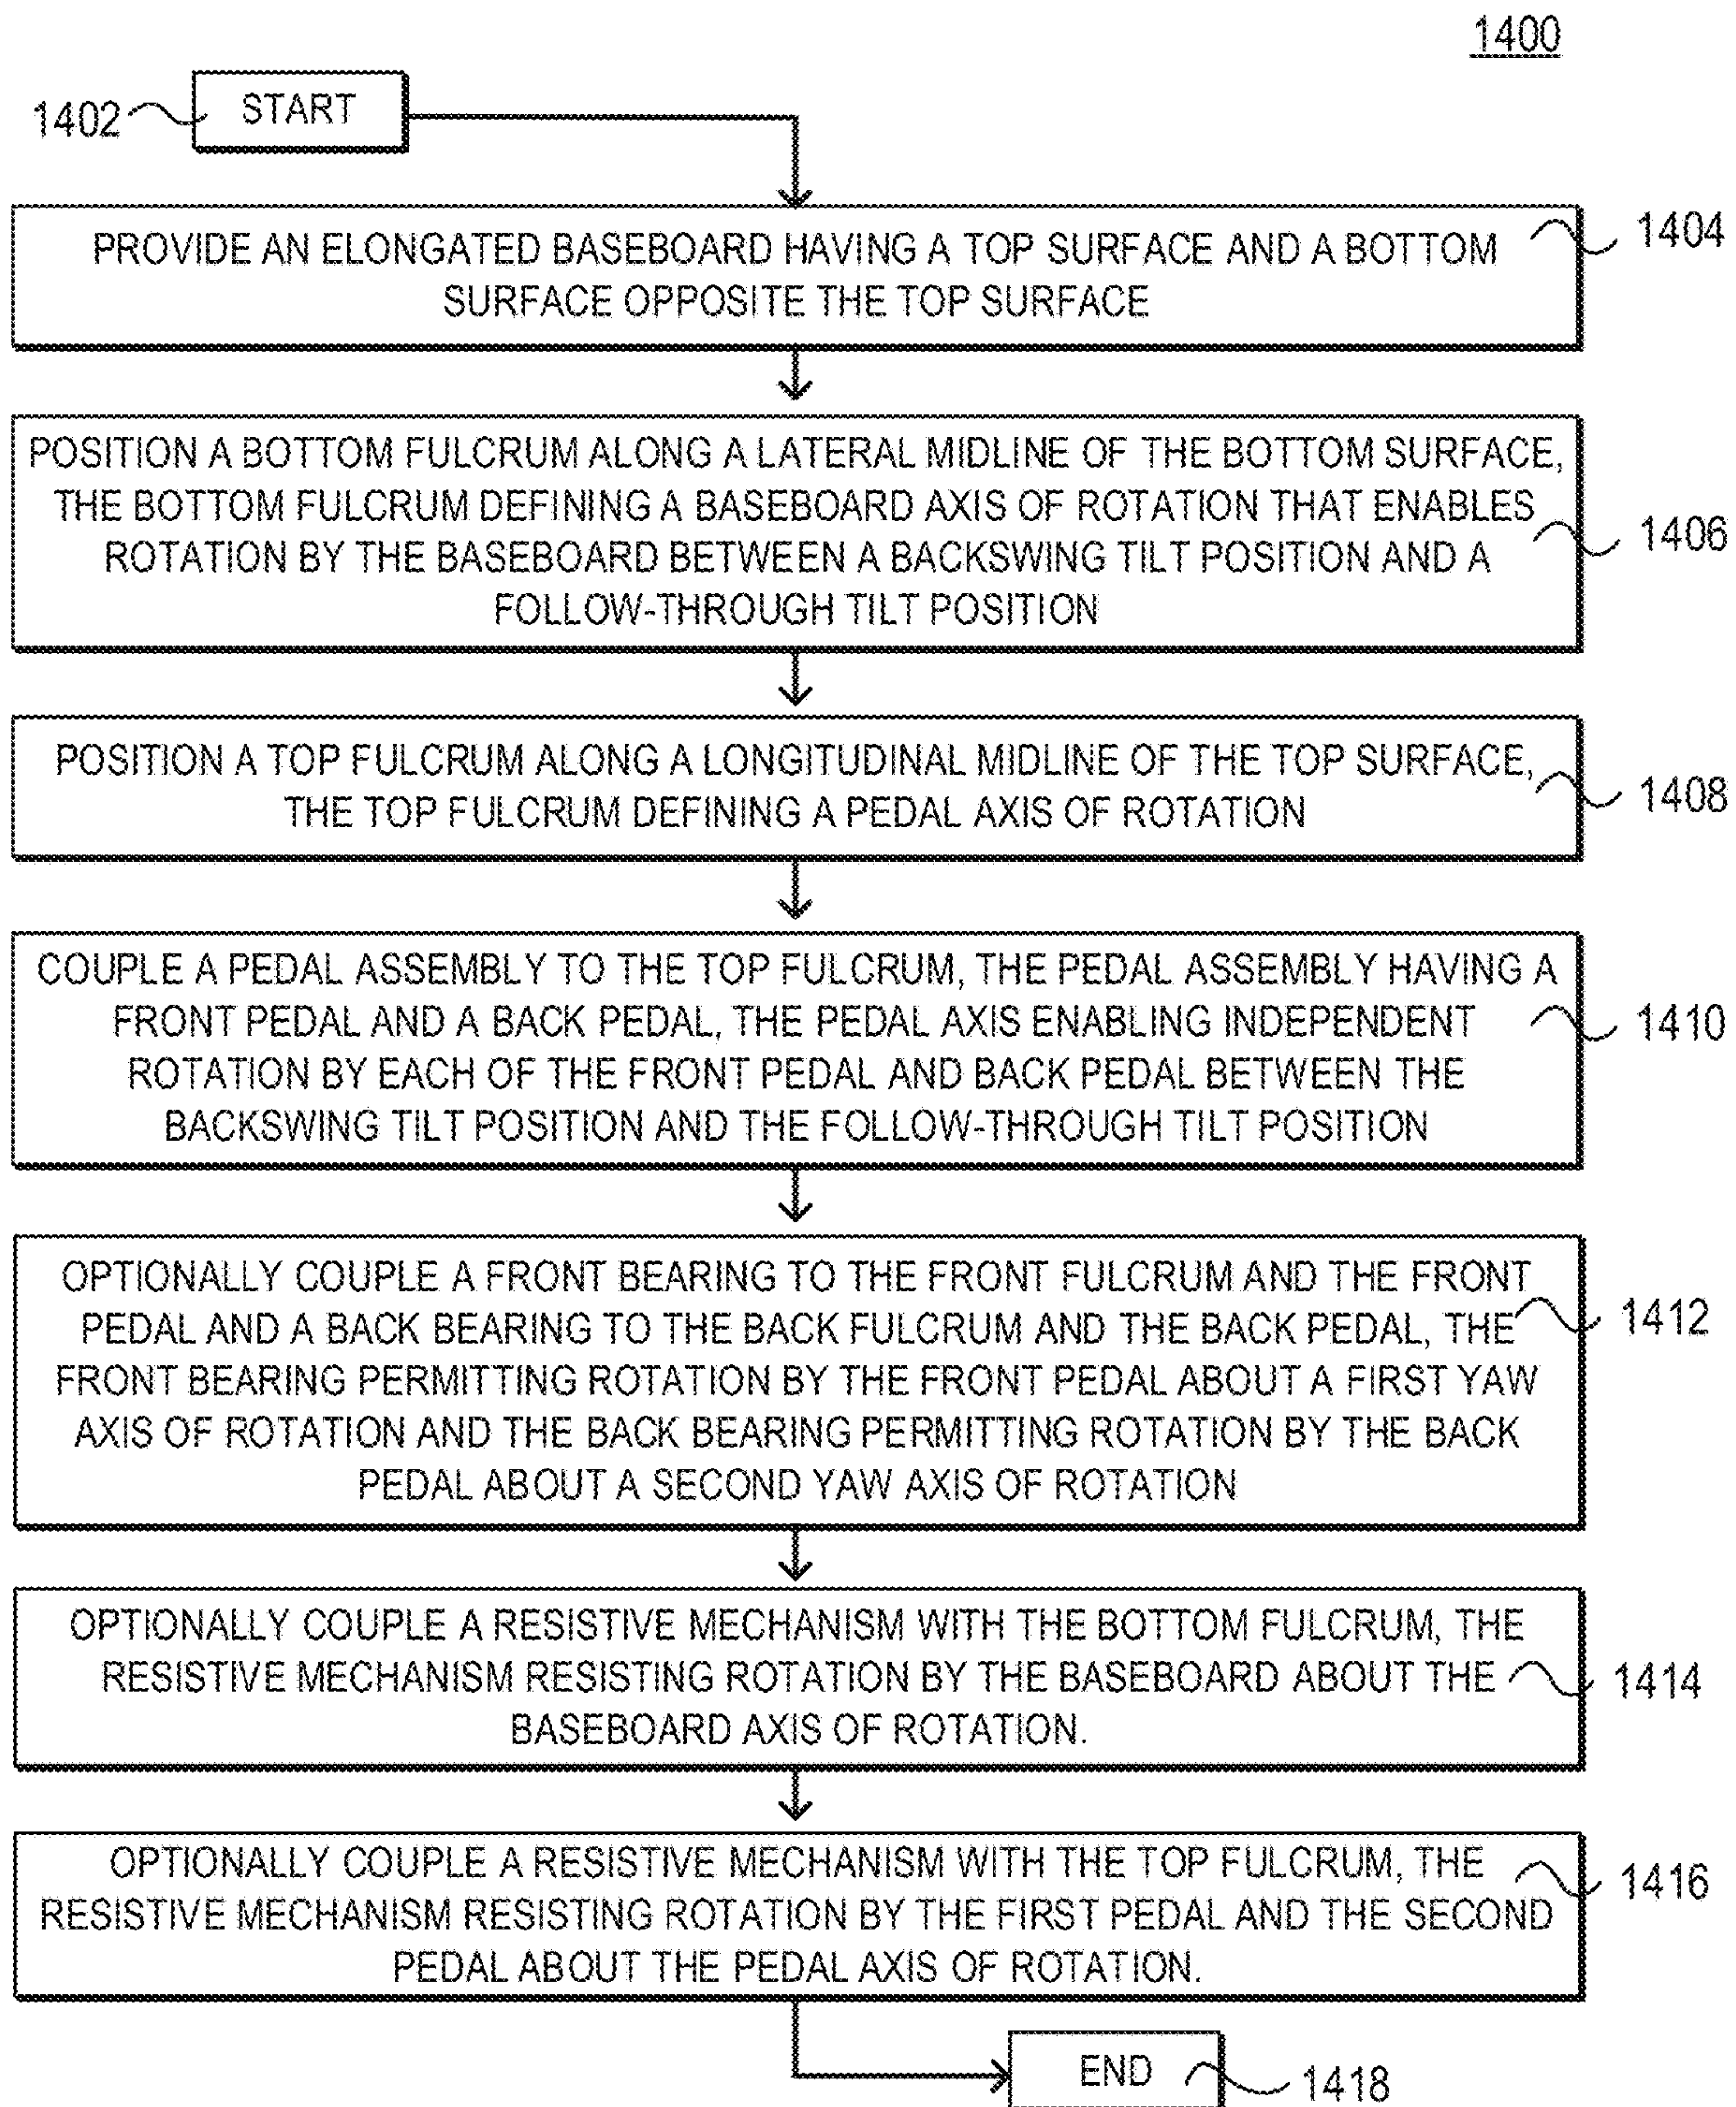 1400
1402
START
PROVIDE AN ELONGATED BASEBOARD HAVING A TOP SURFACE AND A BOTTOM
SURFACE OPPOSITE THE TOP SURFACE
1404
POSITION A BOTTOM FULCRUM ALONG A LATERAL MIDLINE OF THE BOTTOM SURFACE,
THE BOTTOM FULCRUM DEFINING A BASEBOARD AXIS OF ROTATION THAT ENABLES
ROTATION BY THE BASEBOARD BETWEEN A BACKSWING TILT POSITION AND A
FOLLOW-THROUGH TILT POSITION
1406
POSITION A TOP FULCRUM ALONG A LONGITUDINAL MIDLINE OF THE TOP SURFACE,
THE TOP FULCRUM DEFINING A PEDAL AXIS OF ROTATION
1408
COUPLE A PEDAL ASSEMBLY TO THE TOP FULCRUM, THE PEDAL ASSEMBLY HAVING A
FRONT PEDAL AND A BACK PEDAL, THE PEDAL AXIS ENABLING INDEPENDENT
ROTATION BY EACH OF THE FRONT PEDAL AND BACK PEDAL BETWEEN THE
BACKSWING TILT POSITION AND THE FOLLOW-THROUGH TILT POSITION
1410
OPTIONALLY COUPLE A FRONT BEARING TO THE FRONT FULCRUM AND THE FRONT
PEDAL AND A BACK BEARING TO THE BACK FULCRUM AND THE BACK PEDAL, THE
FRONT BEARING PERMITTING ROTATION BY THE FRONT PEDAL ABOUT A FIRST YAW
AXIS OF ROTATION AND THE BACK BEARING PERMITTING ROTATION BY THE BACK
PEDAL ABOUT A SECOND YAW AXIS OF ROTATION
1412
OPTIONALLY COUPLE A RESISTIVE MECHANISM WITH THE BOTTOM FULCRUM, THE
RESISTIVE MECHANISM RESISTING ROTATION BY THE BASEBOARD ABOUT THE
BASEBOARD AXIS OF ROTATION.
1414
OPTIONALLY COUPLE A RESISTIVE MECHANISM WITH THE TOP FULCRUM, THE
RESISTIVE MECHANISM RESISTING ROTATION BY THE FIRST PEDAL AND THE SECOND
PEDAL ABOUT THE PEDAL AXIS OF ROTATION.
1416
END
1418